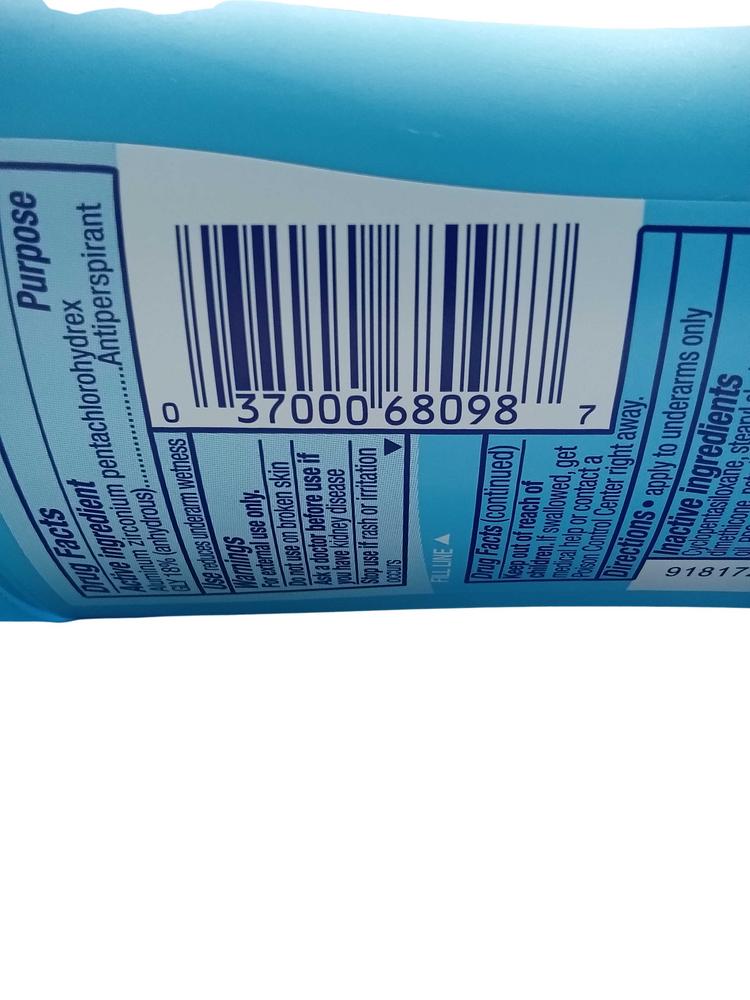 Drug Facts
Active ingredient Purpose
Aluminum zirconium pentachlorohydrex
GLY 18% (anhydrous)..........................Antiperspirant
Use reduces underarm wetness
Warnings
For external use only.
Do not use on broken skin
Ask a doctor before use if
you have kidney disease
Stop use if rash or irritation
occurs
0 37000 68098 7
FILL LINE
Drug Facts (continued)
Keep out of reach of
children. If swallowed, get
medical help or contact a
Poison Control Center right away.
Directions • apply to underarms only
Inactive ingredients
Cyclopentasiloxane,
dimethicone,
91817